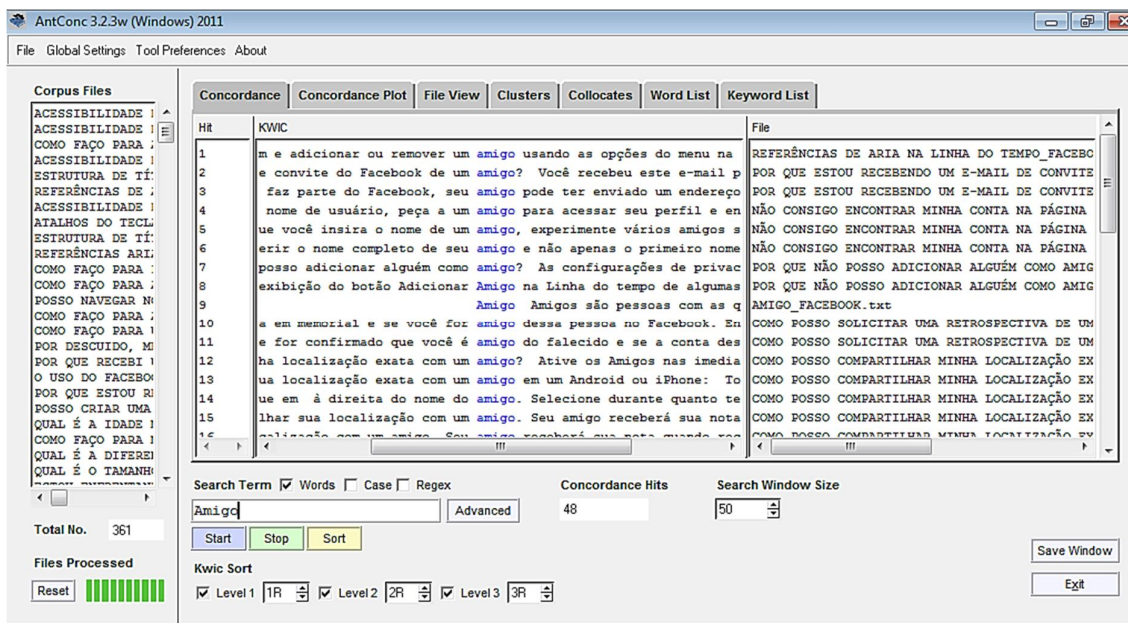 AntConc 3.2.3w (Windows) 2011
File Global Settings Tool Preferences About
Corpus Files
ACESSIBILIDADE
ACESSIBILIDADE
COMO FAÇO PARA
ACESSIBILIDADE
ESTRUTURA DE
REFERÊNCIAS DE
ACESSIBILIDADE
ATALHOS DO
ESTRUTURA DE
REFERÊNCIAS
COMO FAÇO PARA
COMO FAÇO PARA
POSSO NAVEGAR
COMO FAÇO PARA
COMO FAÇO PARA
POR DESCUIDO,
POR QUE RECEBI
O USO DO
POR QUE ESTOU
POSSO CRIAR UMA
QUAL É A IDADE
COMO FAÇO PARA
QUAL É A
QUAL É O
Total No. 361
Files Processed
Reset
Concordance Concordance Plot File View Clusters Collocates Word List Keyword List
Hit KWIC File
1 m e adicionar ou remover um amigo usando as opções do menu na REFERÊNCIAS DE ARIA NA LINHA DO TEMPO_FACEBO
2 e convite do Facebook de um amigo? Você recebeu este e-mail p POR QUE ESTOU RECEBENDO UM E-MAIL DE CONVITE
3 faz parte do Facebook, seu amigo pode ter enviado um endereço POR QUE ESTOU RECEBENDO UM E-MAIL DE CONVITE
4 nome de usuário, peça a um amigo para acessar seu perfil e en NÃO CONSIGO ENCONTRAR MINHA CONTA NA PÁGINA
5 ue você insira o nome de um amigo, experimente vários amigos s NÃO CONSIGO ENCONTRAR MINHA CONTA NA PÁGINA
6 erir o nome completo de seu amigo e não apenas o primeiro nome NÃO CONSIGO ENCONTRAR MINHA CONTA NA PÁGINA
7 posso adicionar alguém como amigo? As configurações de privac POR QUE NÃO POSSO ADICIONAR ALGUÉM COMO AMIG
8 exibição do botão Adicionar Amigo na Linha do tempo de algumas POR QUE NÃO POSSO ADICIONAR ALGUÉM COMO AMIG
9 Amigo Amigos são pessoas com as q AMIGO_FACEBOOK.txt
10 a em memorial e se você for amigo dessa pessoa no Facebook. En COMO POSSO SOLICITAR UMA RETROSPECTIVA DE UM
11 e for confirmado que você é amigo do falecido e se a conta des COMO POSSO SOLICITAR UMA RETROSPECTIVA DE UM
12 ha localização exata com um amigo? Ative os Amigos nas imedia COMO POSSO COMPARTILHAR MINHA LOCALIZAÇÃO EX
13 ua localização exata com um amigo em um Android ou iPhone: To COMO POSSO COMPARTILHAR MINHA LOCALIZAÇÃO EX
14 ue em à direita do nome do amigo. Selecione durante quanto te COMO POSSO COMPARTILHAR MINHA LOCALIZAÇÃO EX
15 lhar sua localização com um amigo. Seu amigo receberá sua nota COMO POSSO COMPARTILHAR MINHA LOCALIZAÇÃO EX
16 calização com um amigo. Seu amigo receberá sua nota quando COMO POSSO COMPARTILHAR MINHA LOCALIZAÇÃO EX
Search Term Words Case Regex Concordance Hits Search Window Size
Amigo Advanced 48 50
Start Stop Sort
Save Window
Kwic Sort
Exit
Level 1 1R Level 2 2R Level 3 3R